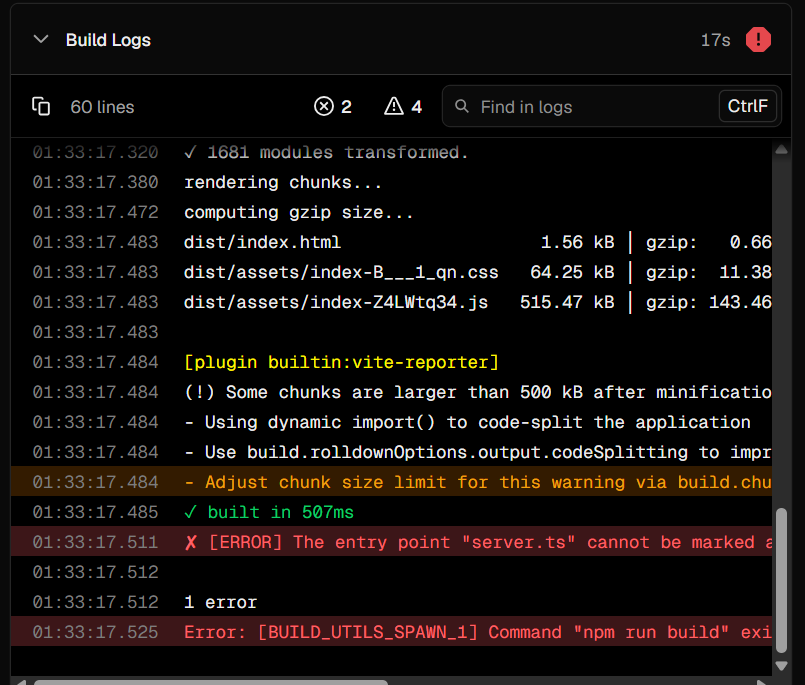 Build Logs 17s
60 lines 2 4 Find in logs CtrlF
01:33:17.320 ✓ 1681 modules transformed.
01:33:17.380 rendering chunks...
01:33:17.472 computing gzip size...
01:33:17.483 dist/index.html 1.56 kB │ gzip: 0.66
01:33:17.483 dist/assets/index-B___1_qn.css 64.25 kB │ gzip: 11.38
01:33:17.483 dist/assets/index-Z4LWtq34.js 515.47 kB │ gzip: 143.46
01:33:17.483
01:33:17.484 [plugin builtin:vite-reporter]
01:33:17.484 (!) Some chunks are larger than 500 kB after minificatio
01:33:17.484 - Using dynamic import() to code-split the application
01:33:17.484 - Use build.rolldownOptions.output.codeSplitting to impr
01:33:17.484 - Adjust chunk size limit for this warning via build.chu
01:33:17.485 ✓ built in 507ms
01:33:17.511 ✗ [ERROR] The entry point "server.ts" cannot be marked a
01:33:17.512
01:33:17.512 1 error
01:33:17.525 Error: [BUILD_UTILS_SPAWN_1] Command "npm run build" exi